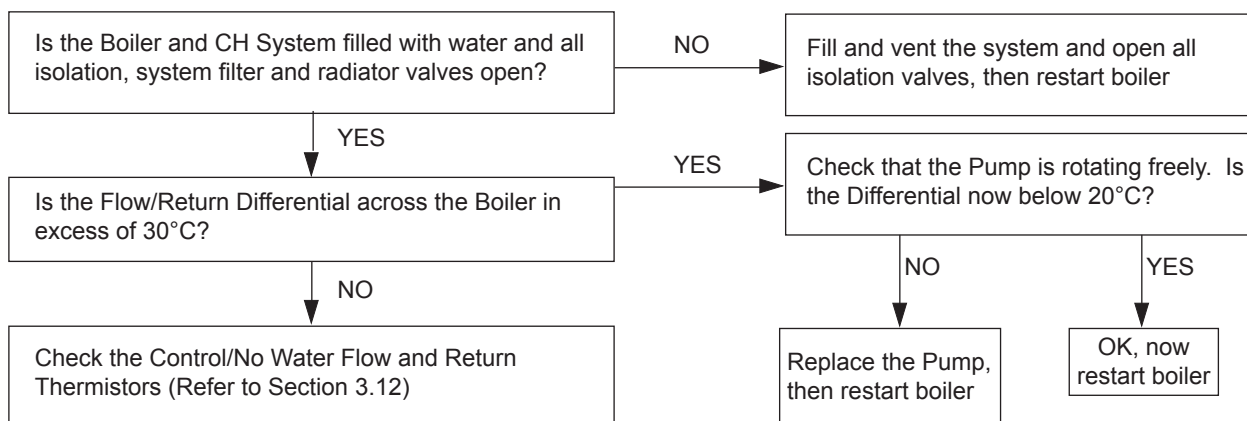 Is the Boiler and CH System filled with water and all
isolation, system filter and radiator valves open?
NO
Fill and vent the system and open all
isolation valves, then restart boiler
YES
Is the Flow/Return Differential across the Boiler in
excess of 30°C?
YES
Check that the Pump is rotating freely.  Is
the Differential now below 20°C?
NO
Check the Control/No Water Flow and Return
Thermistors (Refer to Section 3.12)
NO
Replace the Pump,
then restart boiler
YES
OK, now
restart boiler